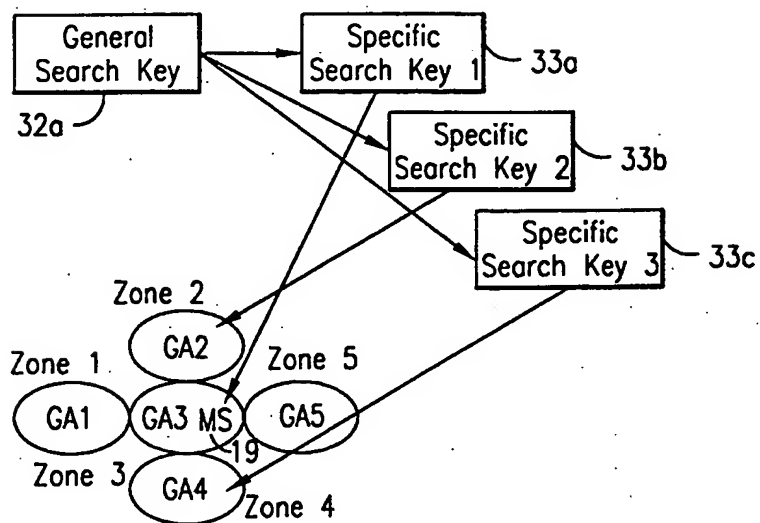 General
Search Key
32a
Specific
Search Key 1
33a
Specific
Search Key 2
33b
Specific
Search Key 3
33c
Zone 2
GA2
Zone 1
Zone 5
GA1
GA3 MS
GA5
19
Zone 3
GA4
Zone 4